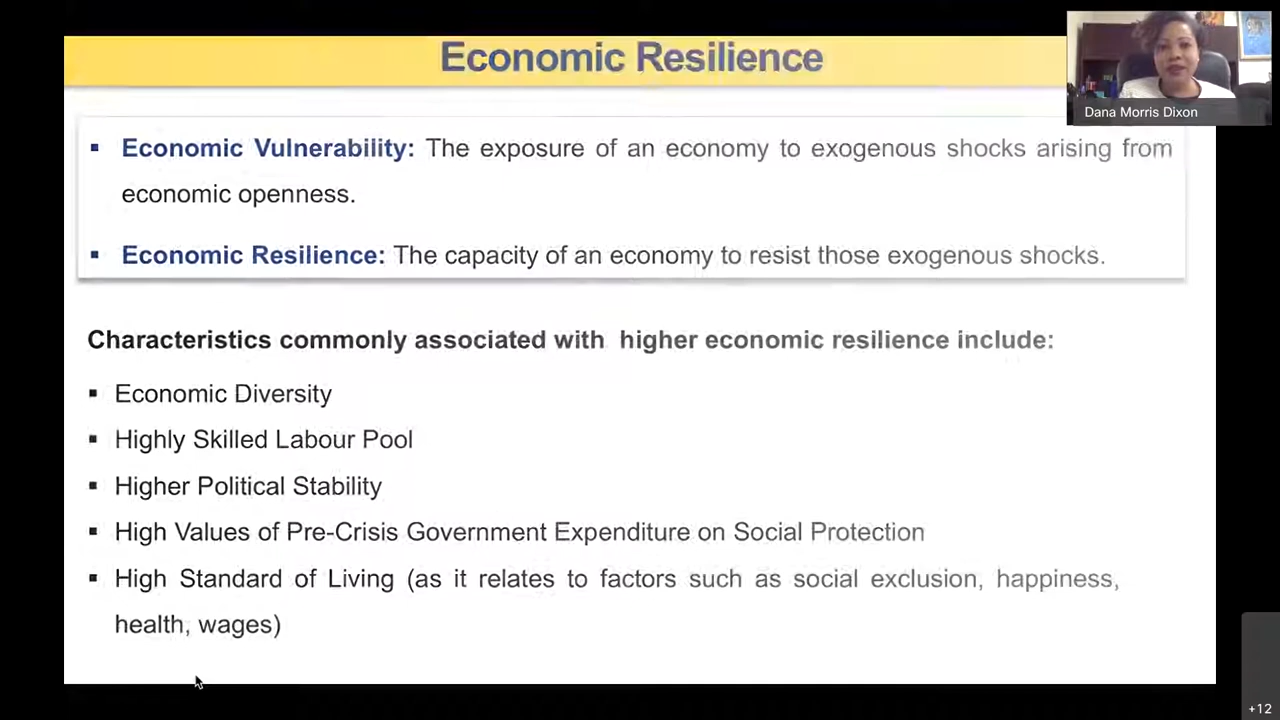 Economic Resilience
Dana Morris Dixon
▪ Economic Vulnerability: The exposure of an economy to exogenous shocks arising from
economic openness.
▪ Economic Resilience: The capacity of an economy to resist those exogenous shocks.
Characteristics commonly associated with higher economic resilience include:
▪ Economic Diversity
▪ Highly Skilled Labour Pool
▪ Higher Political Stability
▪ High Values of Pre-Crisis Government Expenditure on Social Protection
▪ High Standard of Living (as it relates to factors such as social exclusion, happiness,
health, wages)
+12